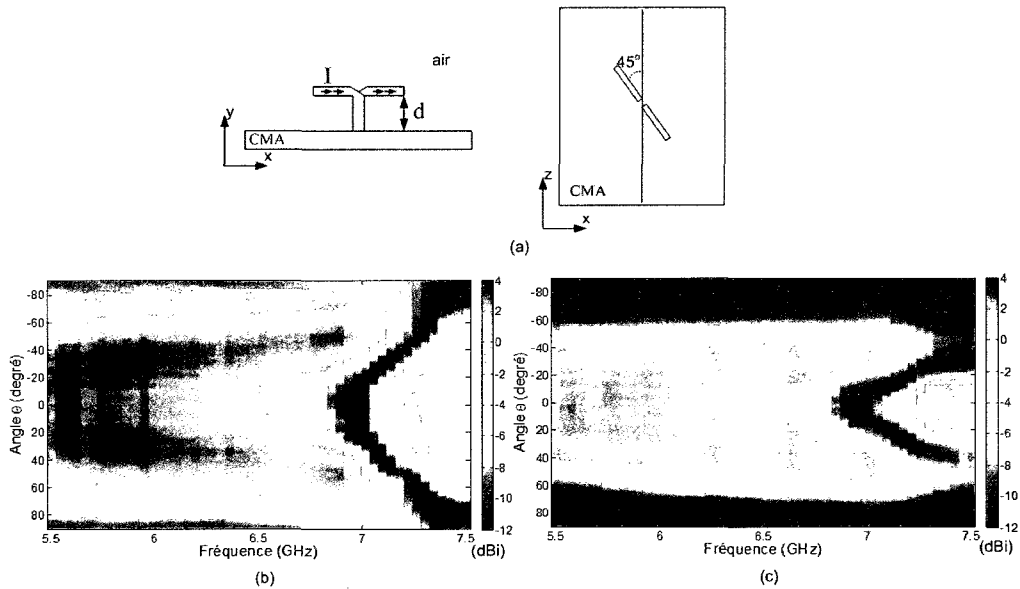 air
I
d
y
CMA
x
45°
z
CMA
x
(a)
-80
-60
-40
-20
0
20
40
60
80
Angle θ (degré)
5.5
6
6.5
7
7.5
Fréquence (GHz)
4
2
0
-2
-4
-6
-8
-10
-12
(dBi)
(b)
-80
-60
-40
-20
0
20
40
60
80
Angle θ (degré)
5.5
6
6.5
7
7.5
Fréquence (GHz)
4
2
0
-2
-4
-6
-8
-10
-12
(dBi)
(c)